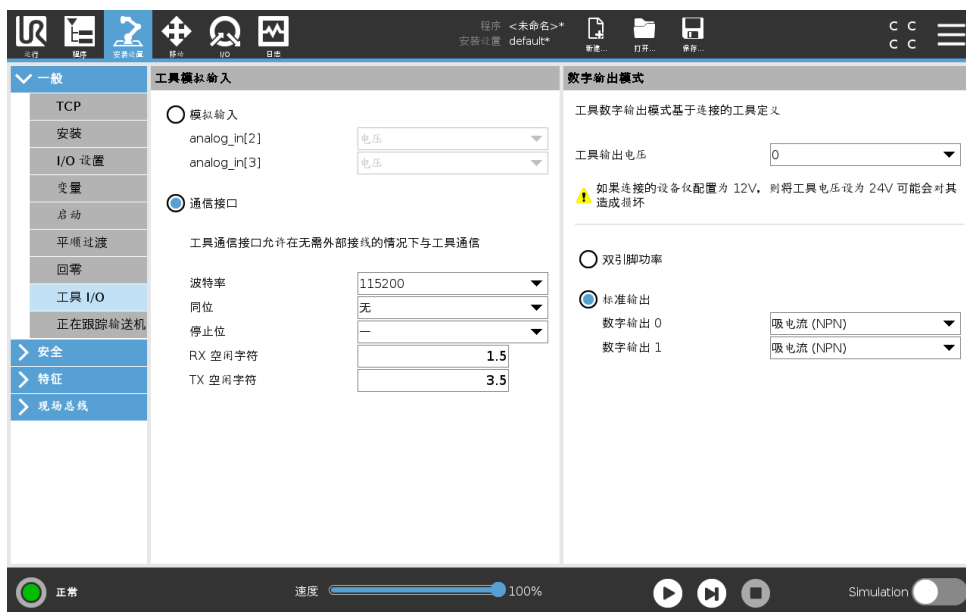 UR
程序 <未命名>*
安装设置 default*
C C
C C
运行 程序 安装设置 移动 I/O 日志 新建... 打开... 保存...
一般
TCP
安装
I/O 设置
变量
启动
平顺过渡
回零
工具 I/O
正在跟踪输送机
安全
特征
现场总线
工具模拟输入
模拟输入
analog_in[2] 电压
analog_in[3] 电压
通信接口
工具通信接口允许在无需外部接线的情况下与工具通信
波特率 115200
同位 无
停止位 一
RX 空闲字符 1.5
TX 空闲字符 3.5
数字输出模式
工具数字输出模式基于连接的工具定义
工具输出电压 0
如果连接的设备仅配置为 12V，则将工具电压设为 24V 可能会对其
造成损坏
双引脚功率
标准输出
数字输出 0 吸电流 (NPN)
数字输出 1 吸电流 (NPN)
正常
速度 100%
Simulation